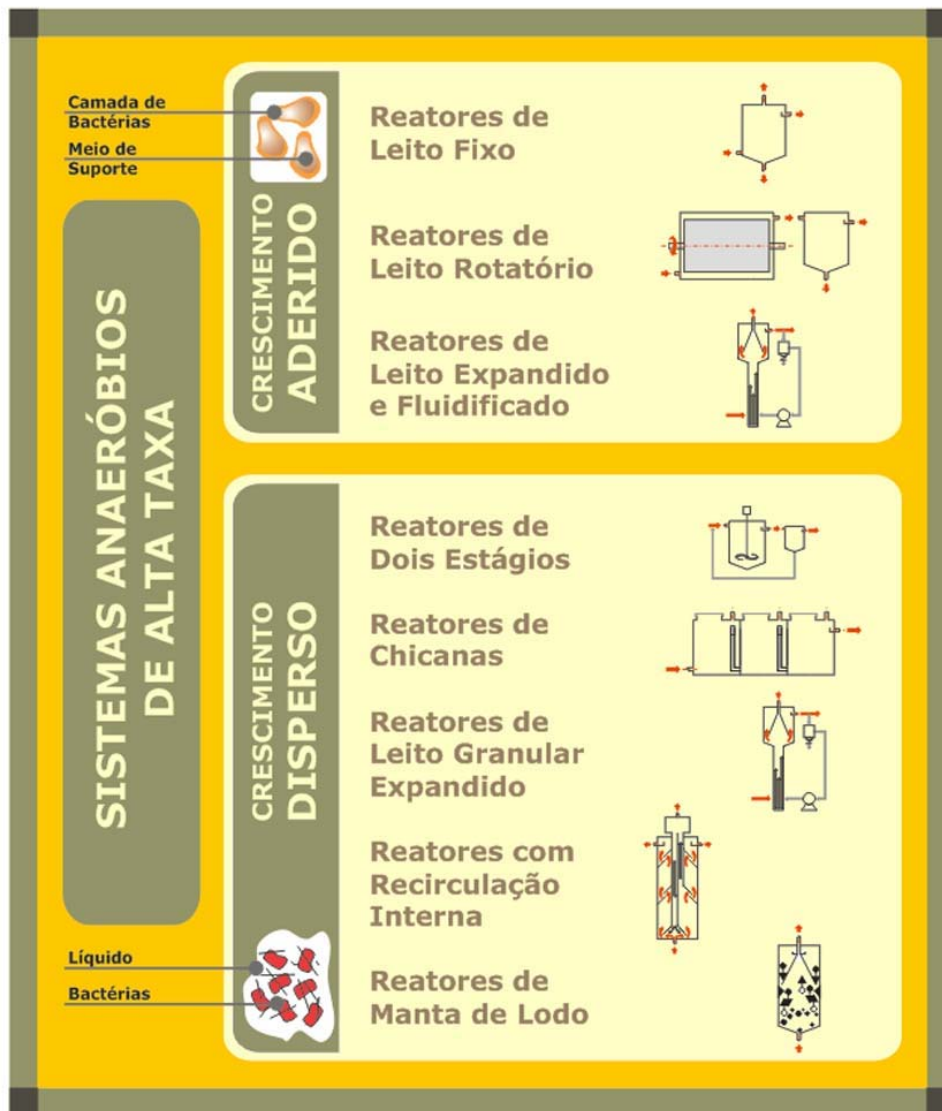 SISTEMAS ANAERÓBIOS
DE ALTA TAXA
Camada de
Bactérias
Meio de
Suporte
CRESCIMENTO
ADERIDO
Reatores de
Leito Fixo
Reatores de
Leito Rotatório
Reatores de
Leito Expandido
e Fluidificado
CRESCIMENTO
DISPERSO
Líquido
Bactérias
Reatores de
Dois Estágios
Reatores de
Chicanas
Reatores de
Leito Granular
Expandido
Reatores com
Recirculação
Interna
Reatores de
Manta de Lodo